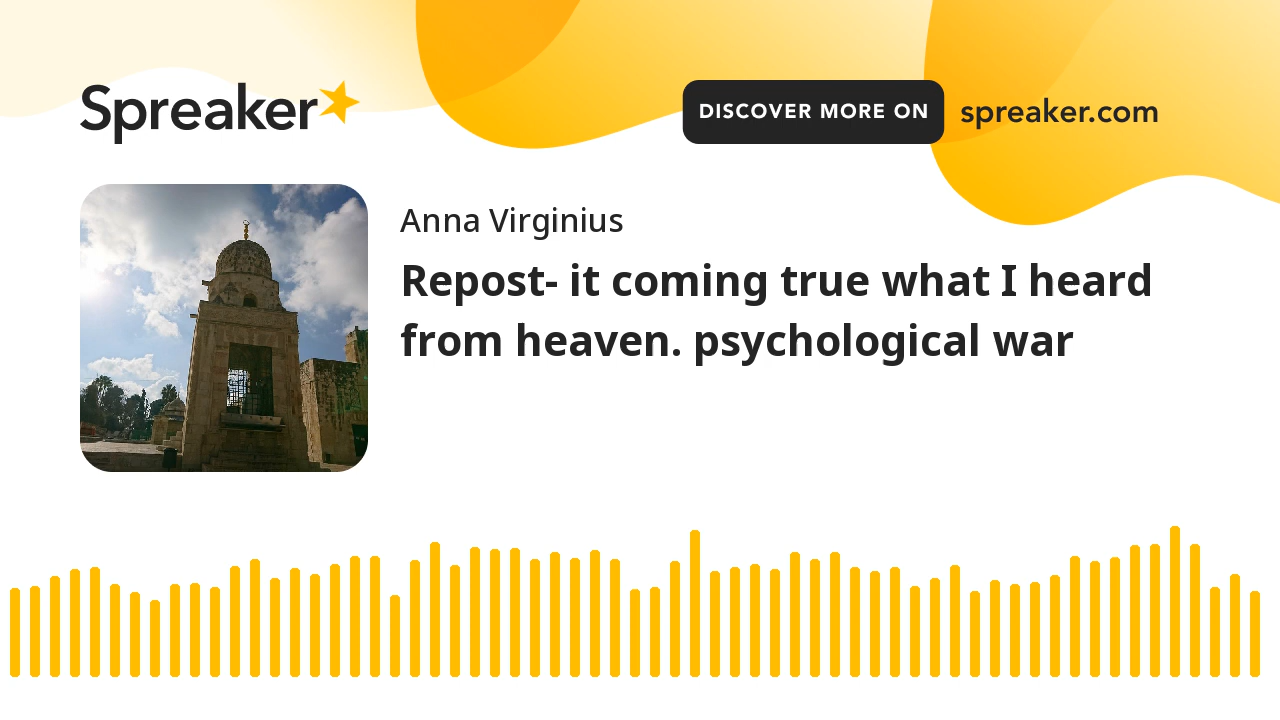 Spreaker
DISCOVER MORE ON
spreaker.com
Anna Virginius
Repost- it coming true what I heard
from heaven. psychological war